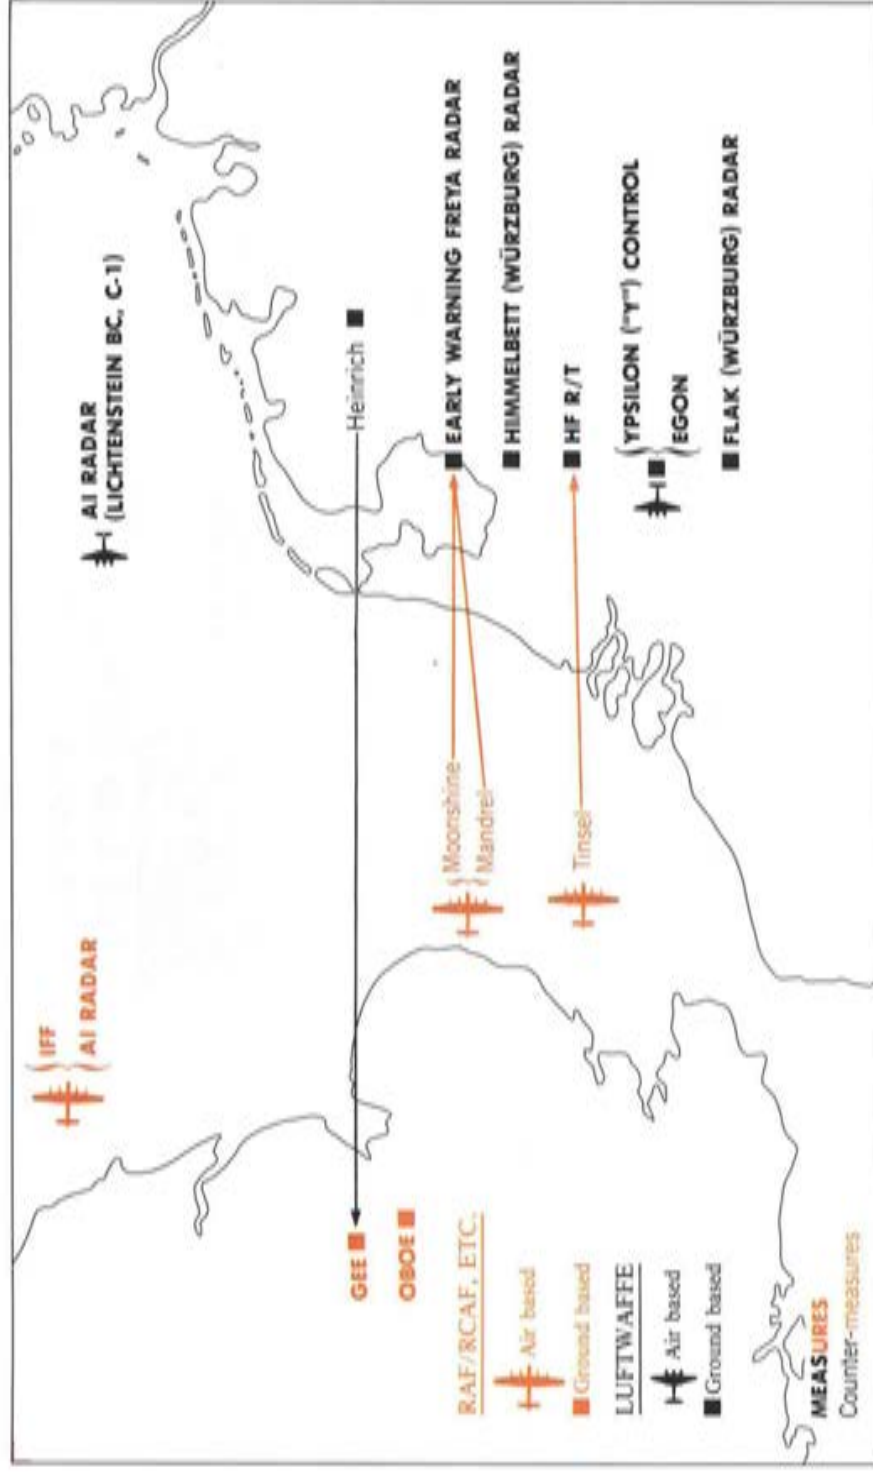 IFF
AI RADAR
AI RADAR
(LICHTENSTEIN BC, C-1)
GEE
Heinrich
OBOE
Moonshine
Mandrel
EARLY WARNING FREYA RADAR
HIMMELBETT (WÜRZBURG) RADAR
Tinsel
HF R/T
YPSILON ("Y") CONTROL
EGON
FLAK (WÜRZBURG) RADAR
RAF/RCAF, ETC.
Air based
Ground based
LUFTWAFFE
Air based
Ground based
MEASURES
Counter-measures